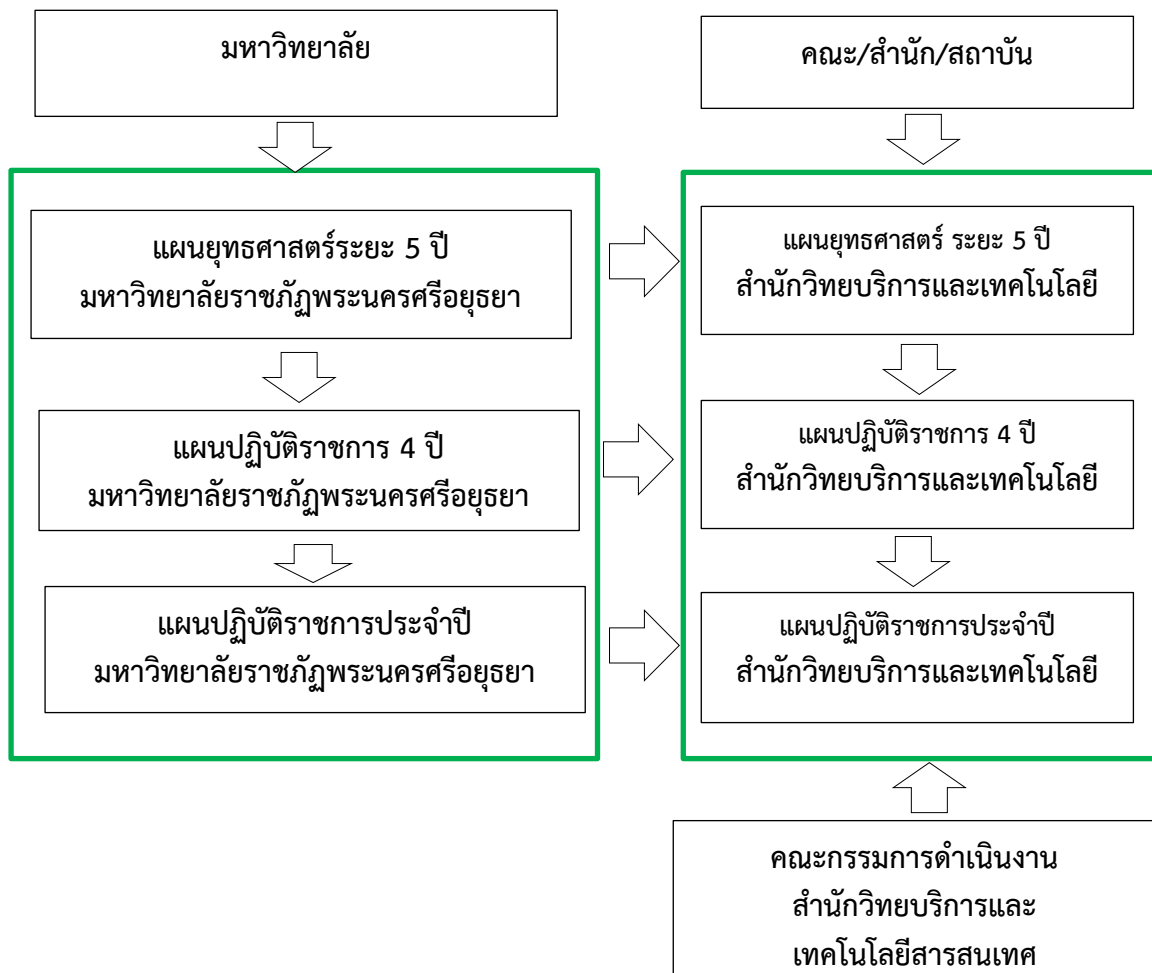 มหาวิทยาลัย
คณะ/สำนัก/สถาบัน
แผนยุทธศาสตร์ระยะ 5 ปี
มหาวิทยาลัยราชภัฏพระนครศรีอยุธยา
แผนยุทธศาสตร์ ระยะ 5 ปี
สำนักวิทยบริการและเทคโนโลยี
แผนปฏิบัติราชการ 4 ปี
มหาวิทยาลัยราชภัฏพระนครศรีอยุธยา
แผนปฏิบัติราชการ 4 ปี
สำนักวิทยบริการและเทคโนโลยี
แผนปฏิบัติราชการประจำปี
มหาวิทยาลัยราชภัฏพระนครศรีอยุธยา
แผนปฏิบัติราชการประจำปี
สำนักวิทยบริการและเทคโนโลยี
คณะกรรมการดำเนินงาน
สำนักวิทยบริการและ
เทคโนโลยีสารสนเทศ